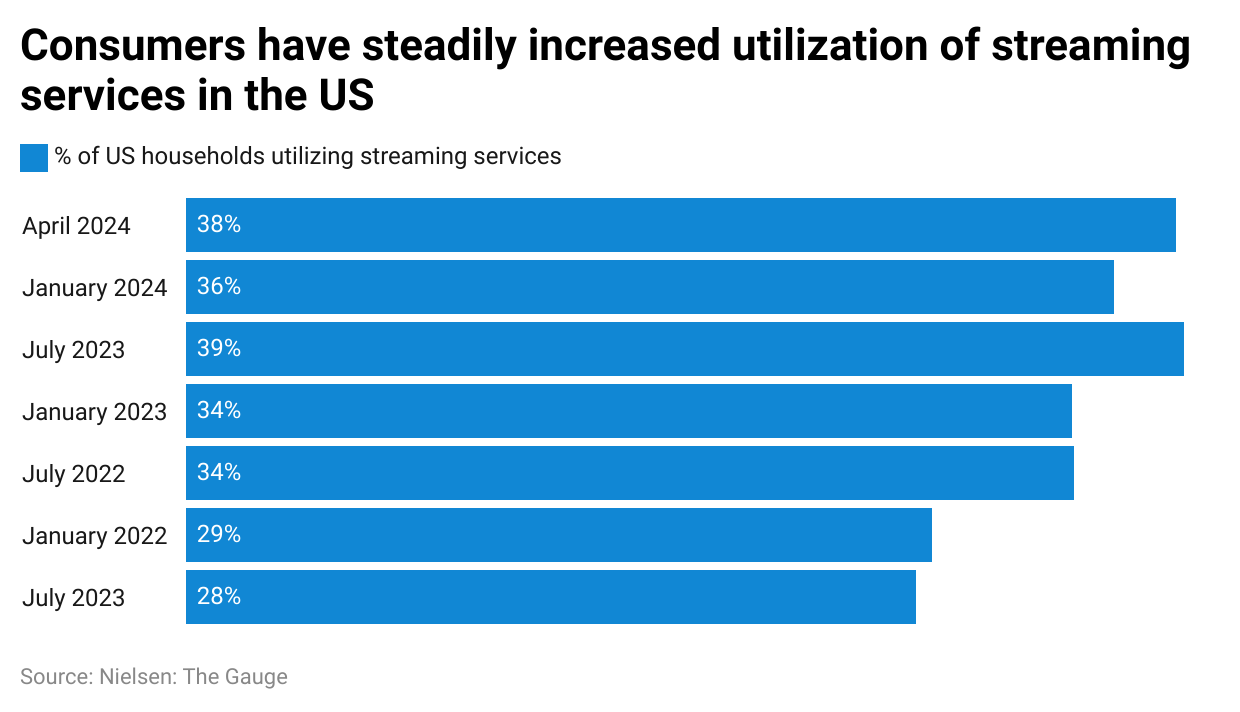 Consumers have steadily increased utilization of streaming
services in the US
% of US households utilizing streaming services
April 2024 38%
January 2024 36%
July 2023 39%
January 2023 34%
July 2022 34%
January 2022 29%
July 2023 28%
Source: Nielsen: The Gauge